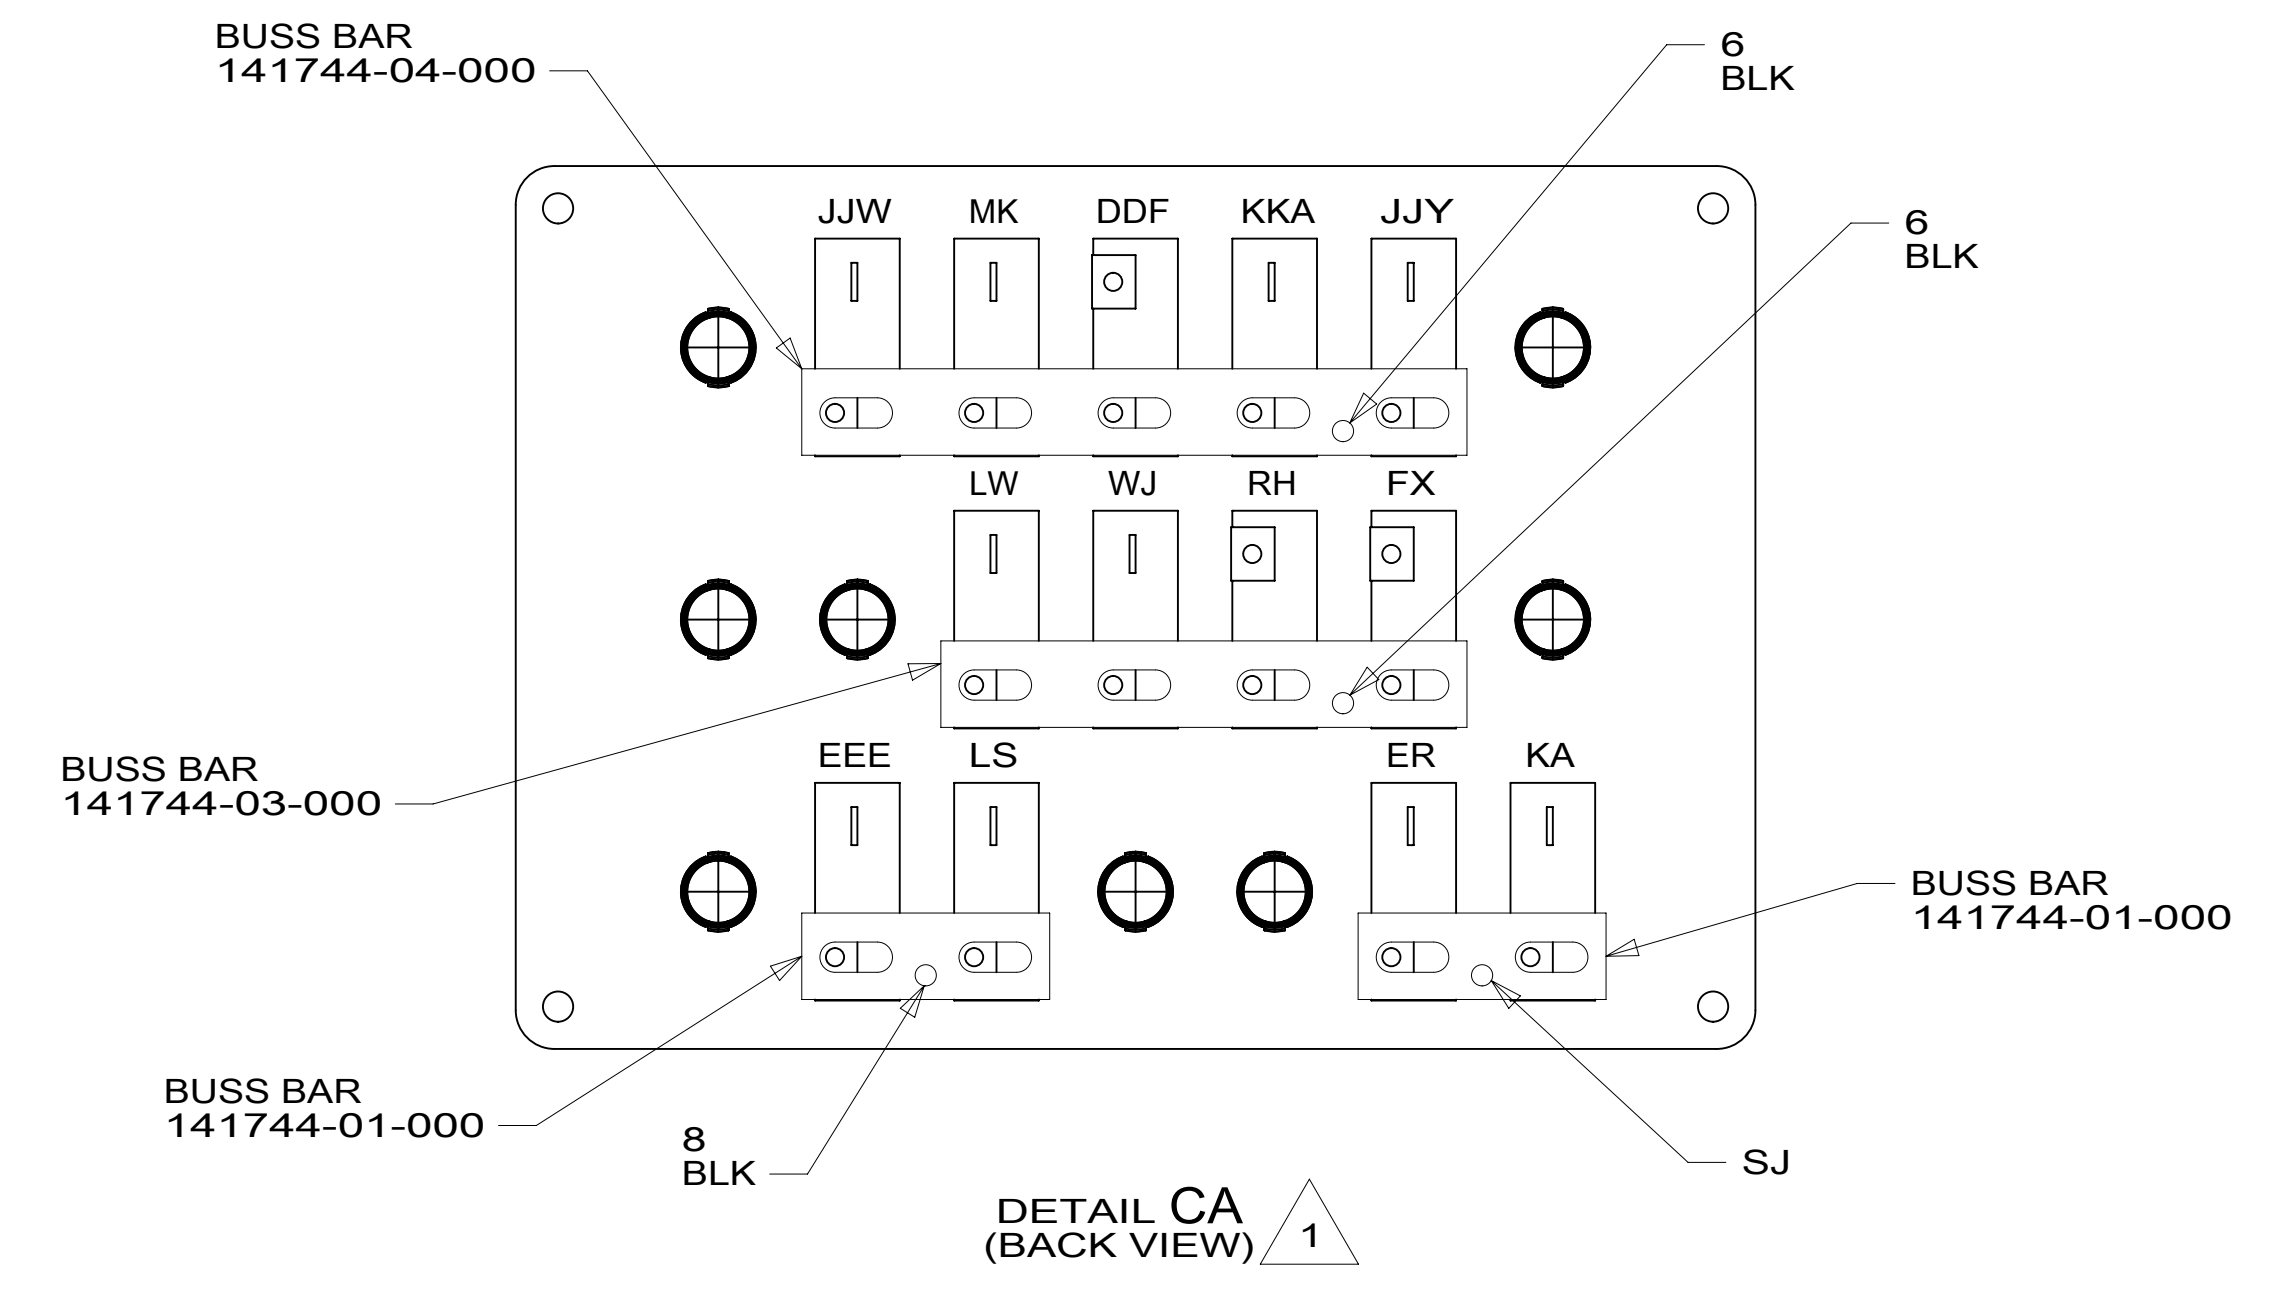 BUSS BAR
141744-04-000
6
BLK
6
BLK
JJW MK DDF KKA JJY
LW WJ RH FX
BUSS BAR
141744-03-000
EEE LS ER KA
BUSS BAR
141744-01-000
BUSS BAR
141744-01-000
8
BLK
SJ
DETAIL CA
(BACK VIEW)
1